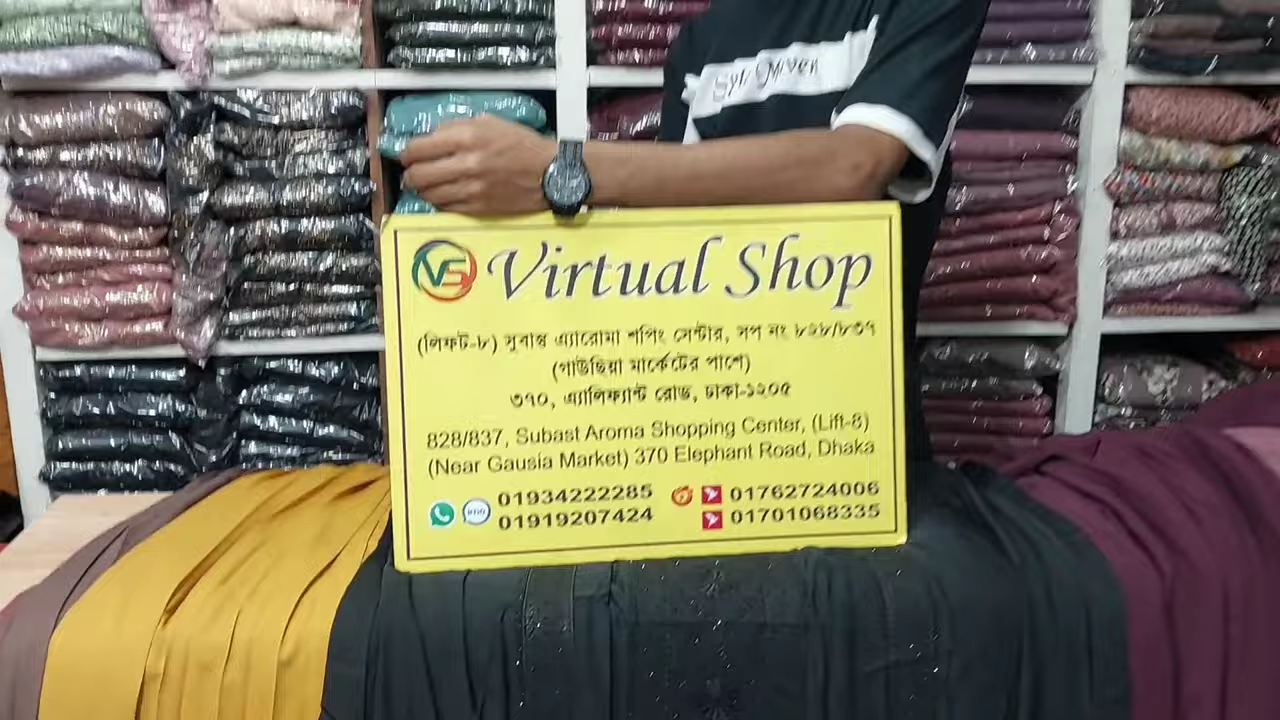 VS Virtual Shop
(লিফট-৮) সুবাস্ত এ্যারোমা শপিং সেন্টার, সপ নং ৮২৮/৮৩৭
(গাউছিয়া মার্কেটের পাশে)
৩৭০, এ্যালিফ্যান্ট রোড, ঢাকা-১২০৫
828/837, Subast Aroma Shopping Center, (Lift-8)
(Near Gausia Market) 370 Elephant Road, Dhaka
imo 01934222285 01762724006
01919207424 01701068335